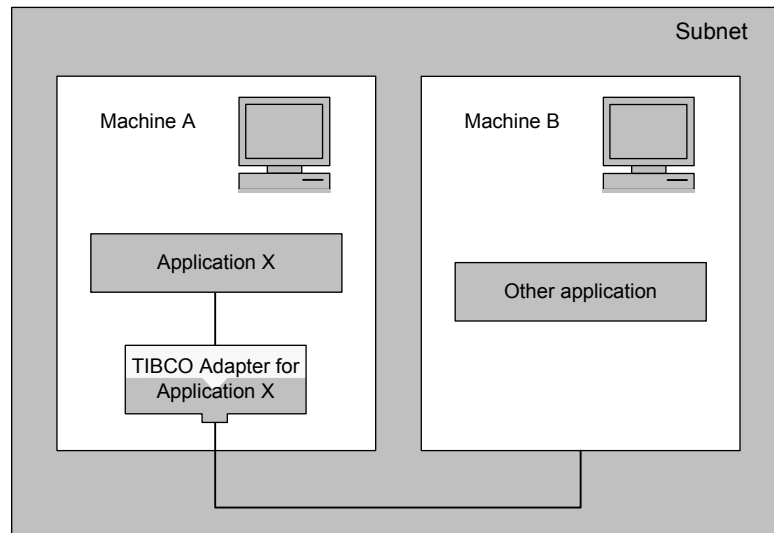 Subnet
Machine A
Machine B
Application X
Other application
TIBCO Adapter for
Application X